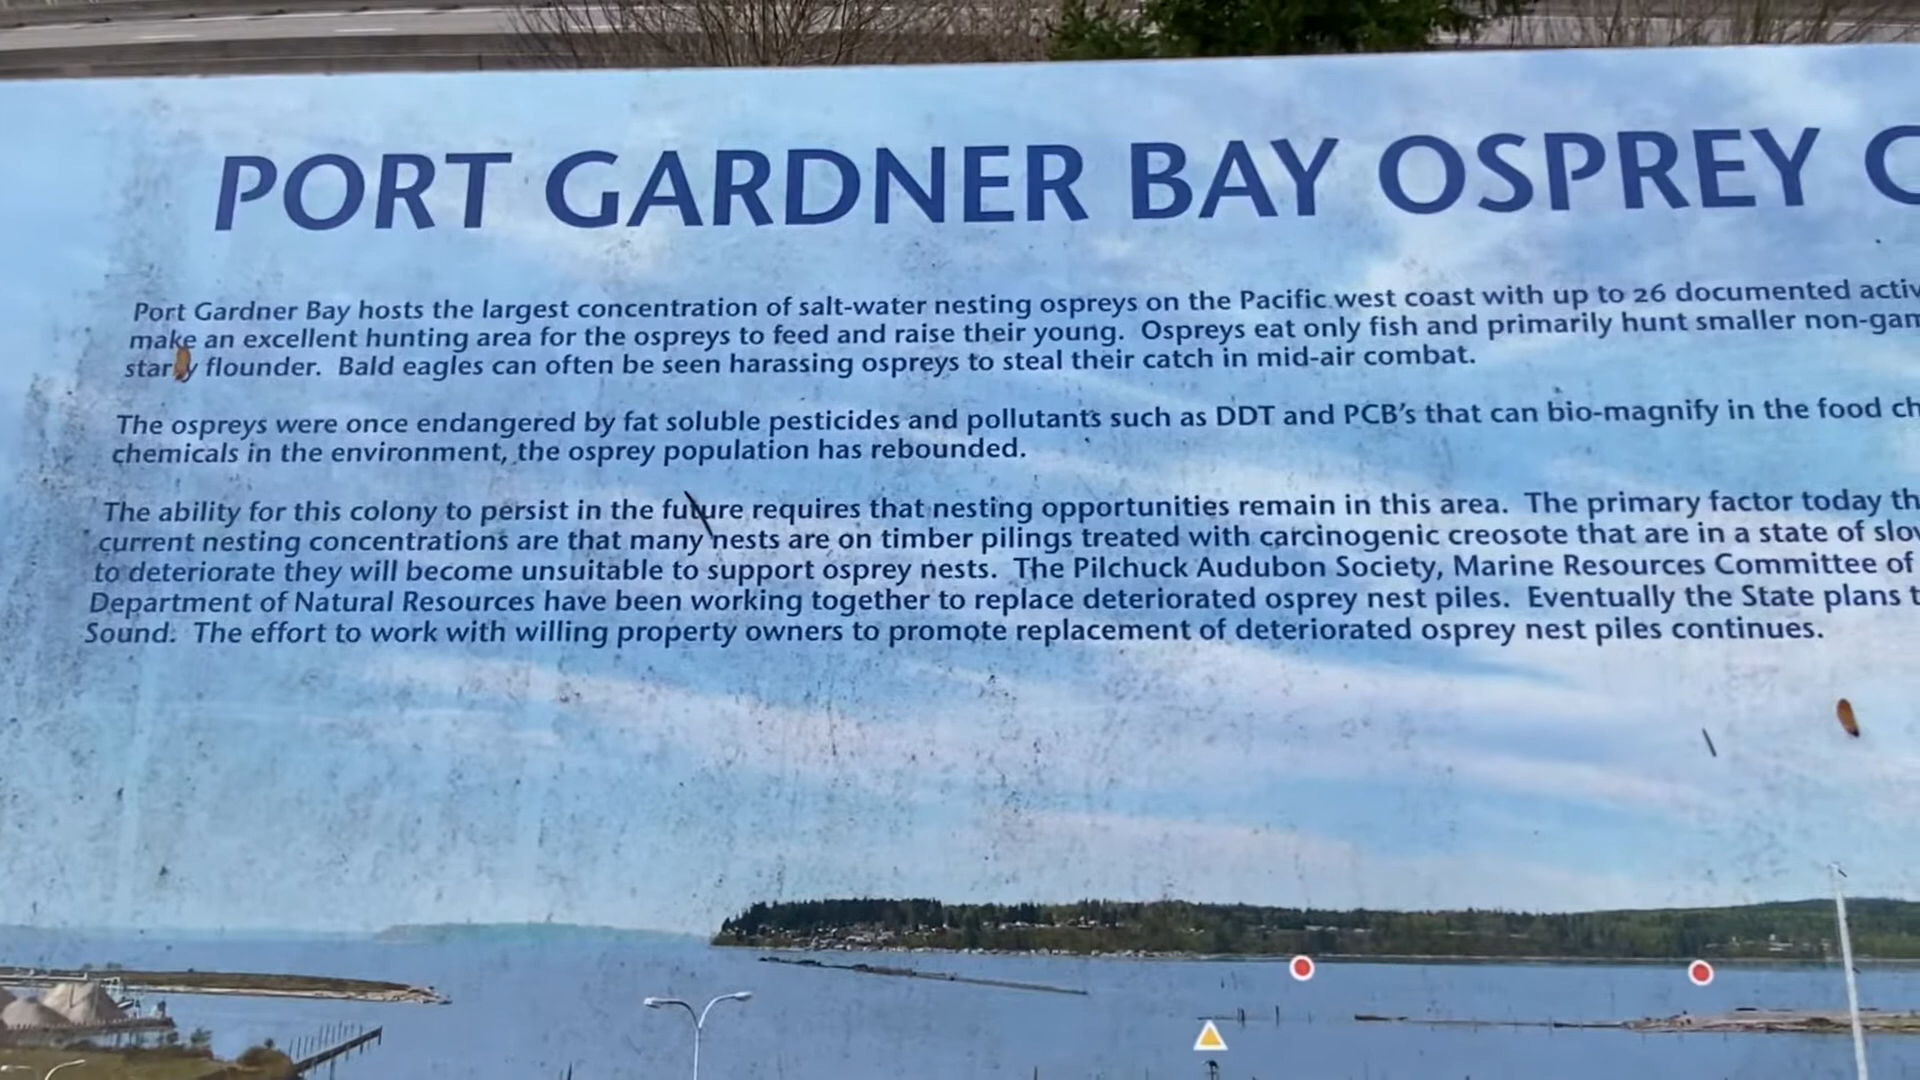 PORT GARDNER BAY OSPREY
Port Gardner Bay hosts the largest concentration of salt-water nesting ospreys on the Pacific west coast with up to 26 documented
make an excellent hunting area for the ospreys to feed and raise their young. Ospreys eat only fish and primarily hunt smaller
flounder. Bald eagles can often be seen harassing ospreys to steal their catch in mid-air combat.
The ospreys were once endangered by fat soluble pesticides and pollutants such as DDT and PCB's that can bio-magnify in the food
chemicals in the environment, the osprey population has rebounded.
The ability for this colony to persist in the future requires that nesting opportunities remain in this area. The primary factor today
current nesting concentrations are that many nests are on timber pilings treated with carcinogenic creosote that are in a state of
to deteriorate they will become unsuitable to support osprey nests. The Pilchuck Audubon Society, Marine Resources Committee of
Department of Natural Resources have been working together to replace deteriorated osprey nest piles. Eventually the State plans
Sound. The effort to work with willing property owners to promote replacement of deteriorated osprey nest piles continues.